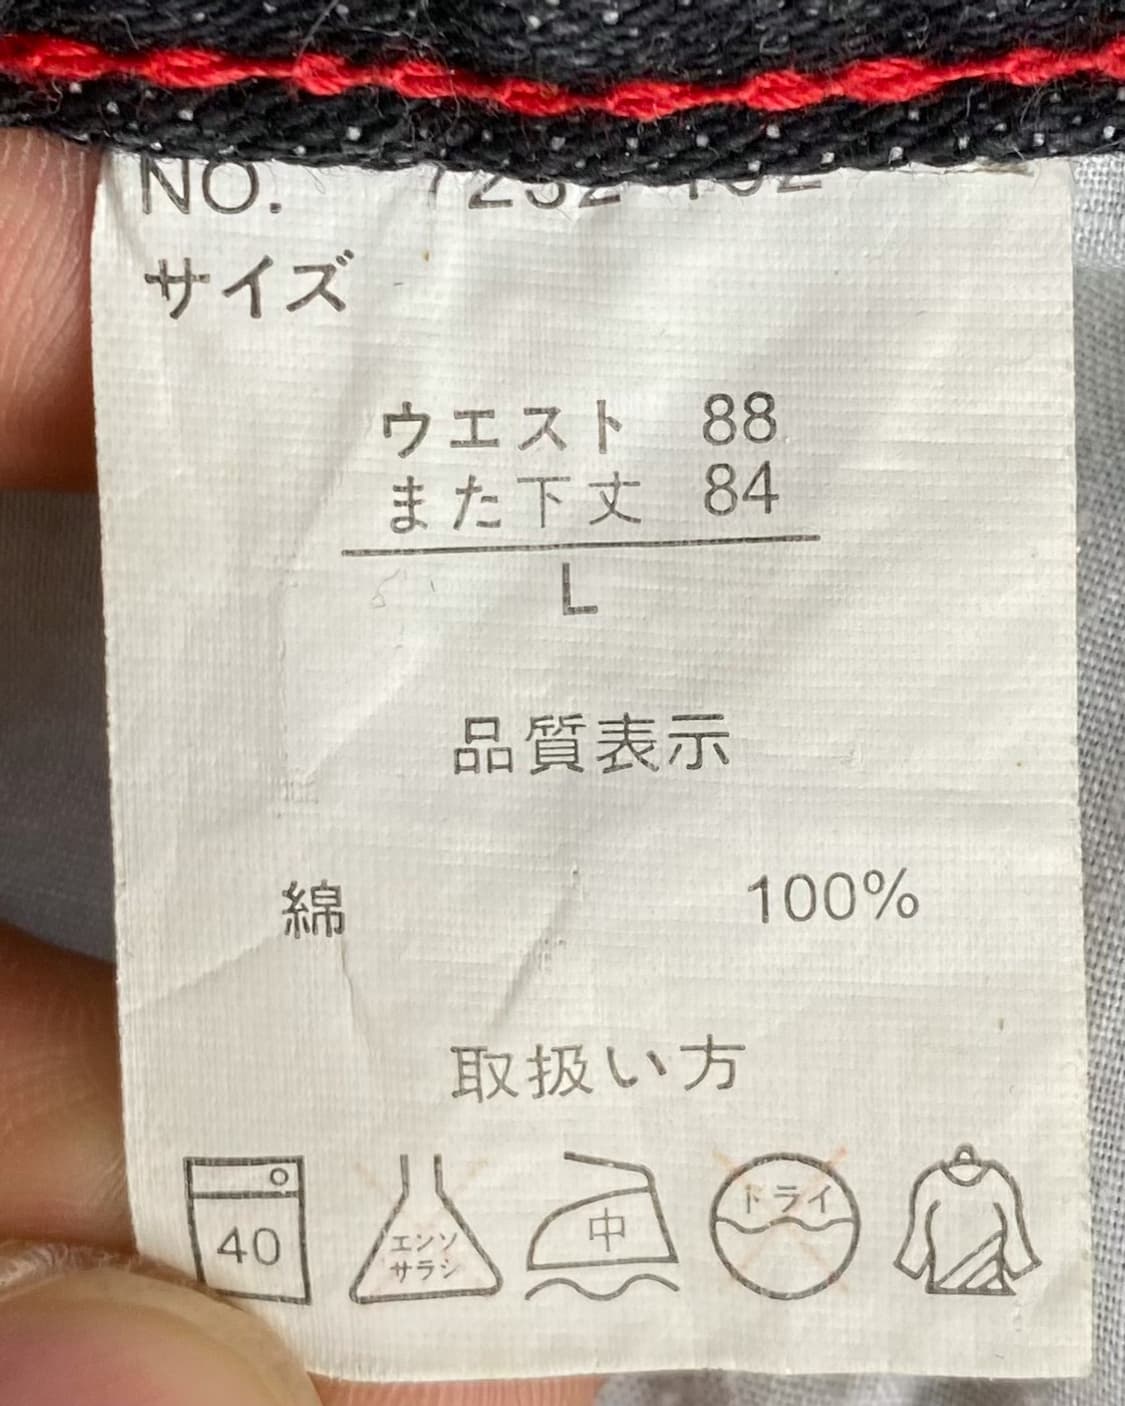 NO.
サイズ
ウエスト 88
また下丈 84
L
品質表示
綿 100%
取扱い方
40
エンソ
サラシ
中
ドライ